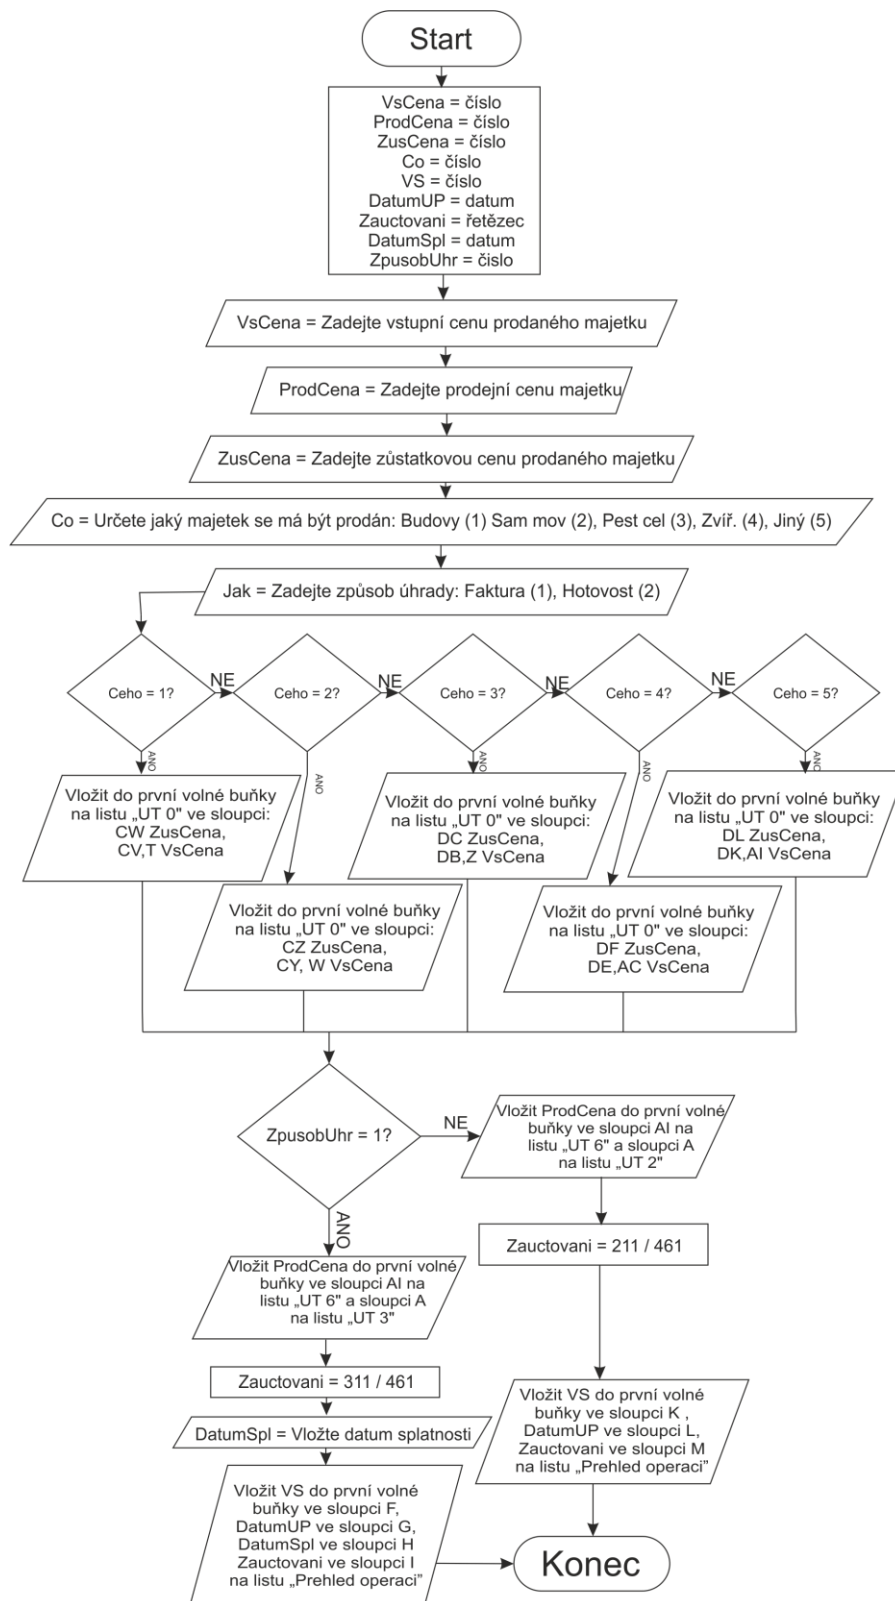 Start
VsCena = číslo
ProdCena = číslo
ZusCena = číslo
Co = číslo
VS = číslo
DatumUP = datum
Zauctovani = řetězec
DatumSpl = datum
ZpusobUhr = čislo
VsCena = Zadejte vstupní cenu prodaného majetku
ProdCena = Zadejte prodejní cenu majetku
ZusCena = Zadejte zůstatkovou cenu prodaného majetku
Co = Určete jaký majetek se má být prodán: Budovy (1) Sam mov (2), Pest cel (3), Zvíř. (4), Jiný (5)
Jak = Zadejte způsob úhrady: Faktura (1), Hotovost (2)
Ceho = 1?
NE
Ceho = 2?
NE
Ceho = 3?
NE
Ceho = 4?
NE
Ceho = 5?
ANO
ANO
ANO
ANO
ANO
Vložit do první volné buňky
na listu „UT 0" ve sloupci:
CW ZusCena,
CV,T VsCena
Vložit do první volné buňky
na listu „UT 0" ve sloupci:
CZ ZusCena,
CY, W VsCena
Vložit do první volné buňky
na listu „UT 0" ve sloupci:
DC ZusCena,
DB,Z VsCena
Vložit do první volné buňky
na listu „UT 0" ve sloupci:
DF ZusCena,
DE,AC VsCena
Vložit do první volné buňky
na listu „UT 0" ve sloupci:
DL ZusCena,
DK,AI VsCena
ZpusobUhr = 1?
NE
ANO
Vložit ProdCena do první volné
buňky ve sloupci AI na
listu „UT 6" a sloupci A
na listu „UT 2"
Zauctovani = 211 / 461
Vložit VS do první volné
buňky ve sloupci K ,
DatumUP ve sloupci L,
Zauctovani ve sloupci M
na listu „Prehled operaci”
Vložit ProdCena do první volné
buňky ve sloupci AI na
listu „UT 6" a sloupci A
na listu „UT 3"
Zauctovani = 311 / 461
DatumSpl = Vložte datum splatnosti
Vložit VS do první volné
buňky ve sloupci F,
DatumUP ve sloupci G,
DatumSpl ve sloupci H
Zauctovani ve sloupci I
na listu „Prehled operaci”
Konec